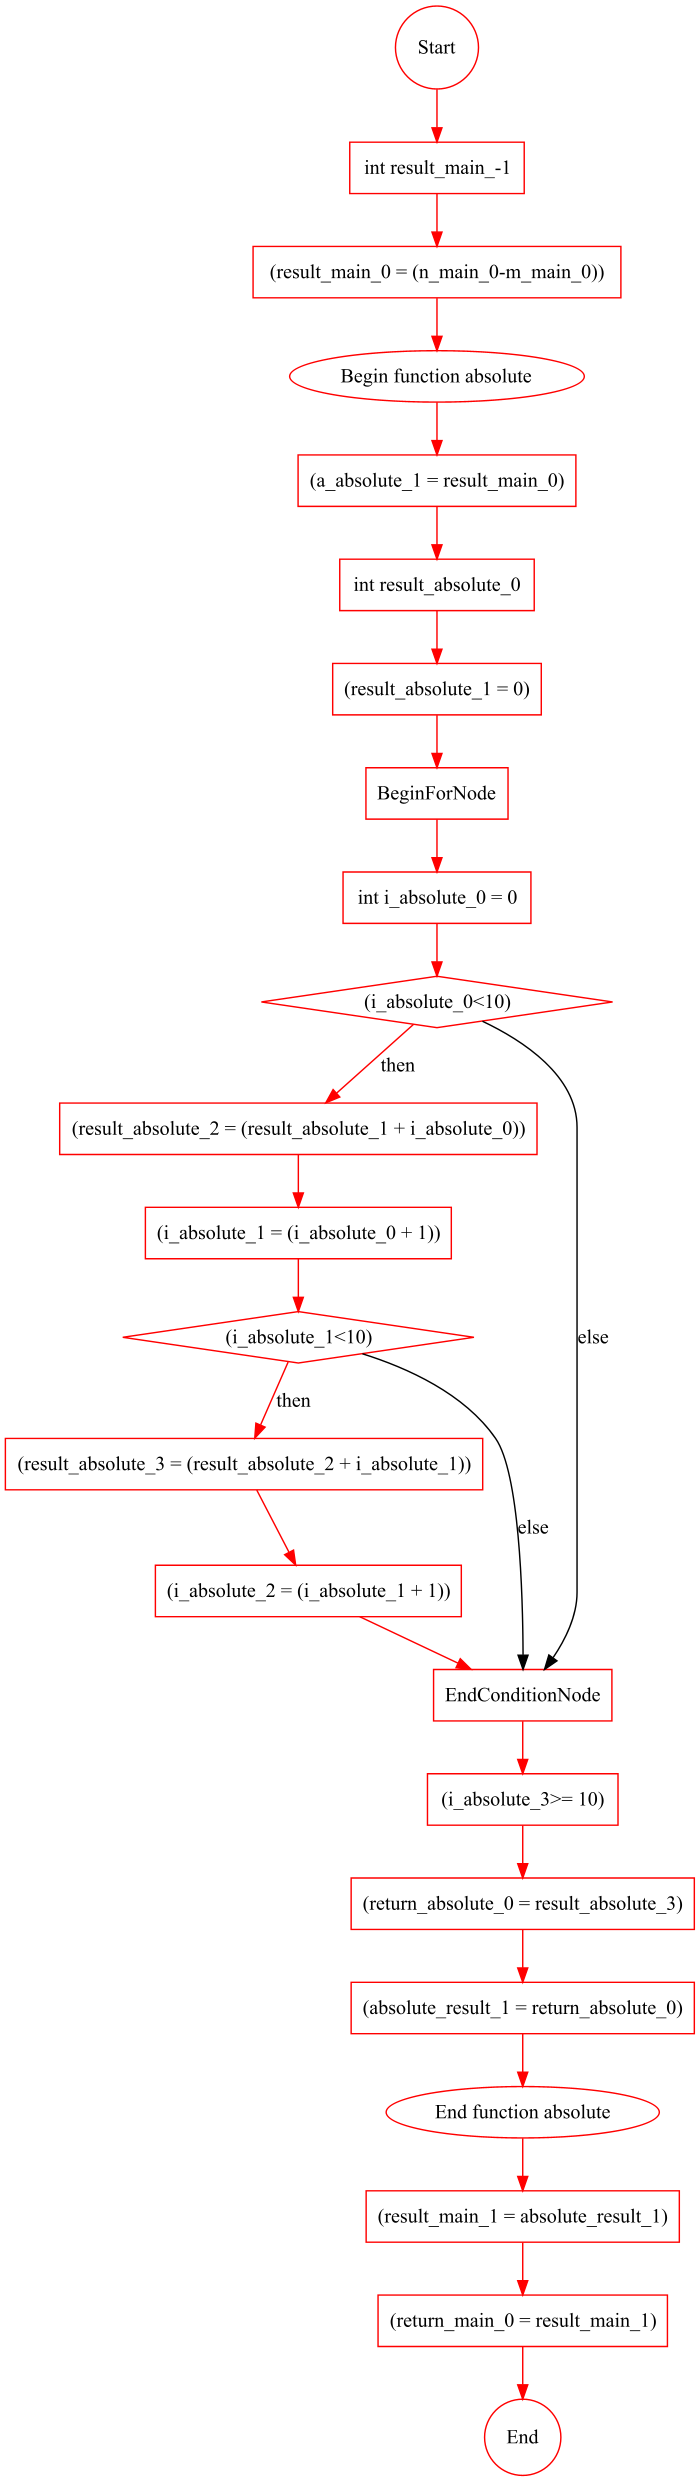 Start
int result_main_-1
(result_main_0 = (n_main_0-m_main_0))
Begin function absolute
(a_absolute_1 = result_main_0)
int result_absolute_0
(result_absolute_1 = 0)
BeginForNode
int i_absolute_0 = 0
(i_absolute_0<10)
then
(result_absolute_2 = (result_absolute_1 + i_absolute_0))
(i_absolute_1 = (i_absolute_0 + 1))
(i_absolute_1<10)
else
then
(result_absolute_3 = (result_absolute_2 + i_absolute_1))
else
(i_absolute_2 = (i_absolute_1 + 1))
EndConditionNode
(i_absolute_3>= 10)
(return_absolute_0 = result_absolute_3)
(absolute_result_1 = return_absolute_0)
End function absolute
(result_main_1 = absolute_result_1)
(return_main_0 = result_main_1)
End